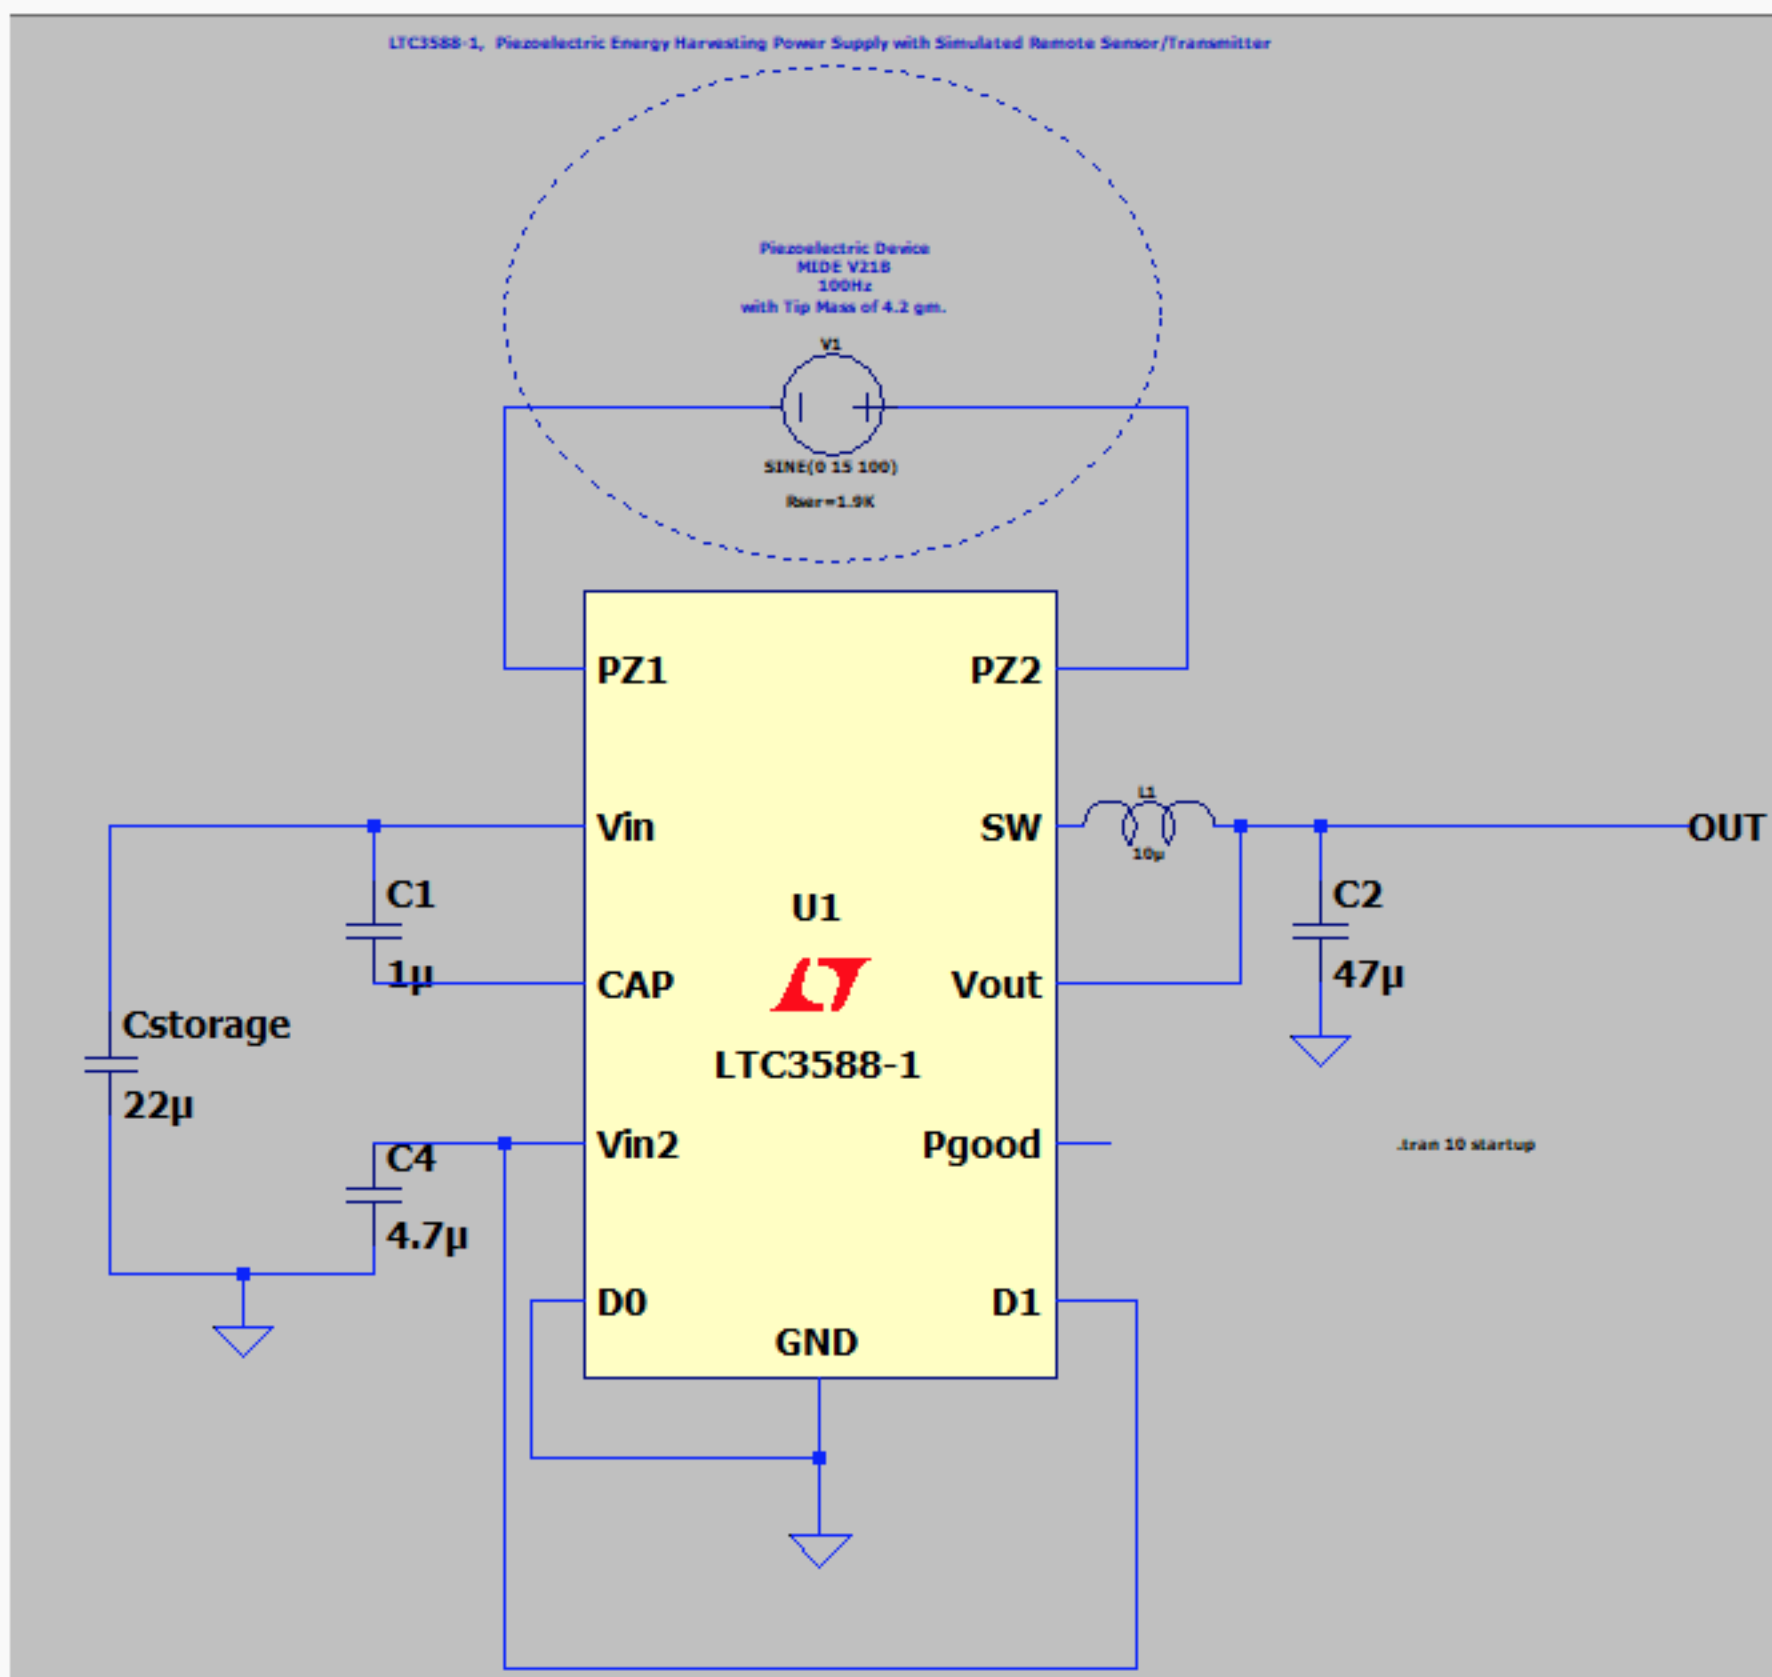 LTC3588-1, Piezoelectric Energy Harvesting Power Supply with Simulated Remote Sensor/Transmitter
Piezoelectric Device
MIDE V21B
100Hz
with Tip Mass of 4.2 gm.
V1
SINE(0 15 100)
Rser=1.9K
PZ1
PZ2
Vin
SW
L1
10µ
OUT
C1
1µ
U1
C2
47µ
CAP
Vout
Cstorage
22µ
LTC3588-1
Vin2
Pgood
.tran 10 startup
C4
4.7µ
D0
D1
GND